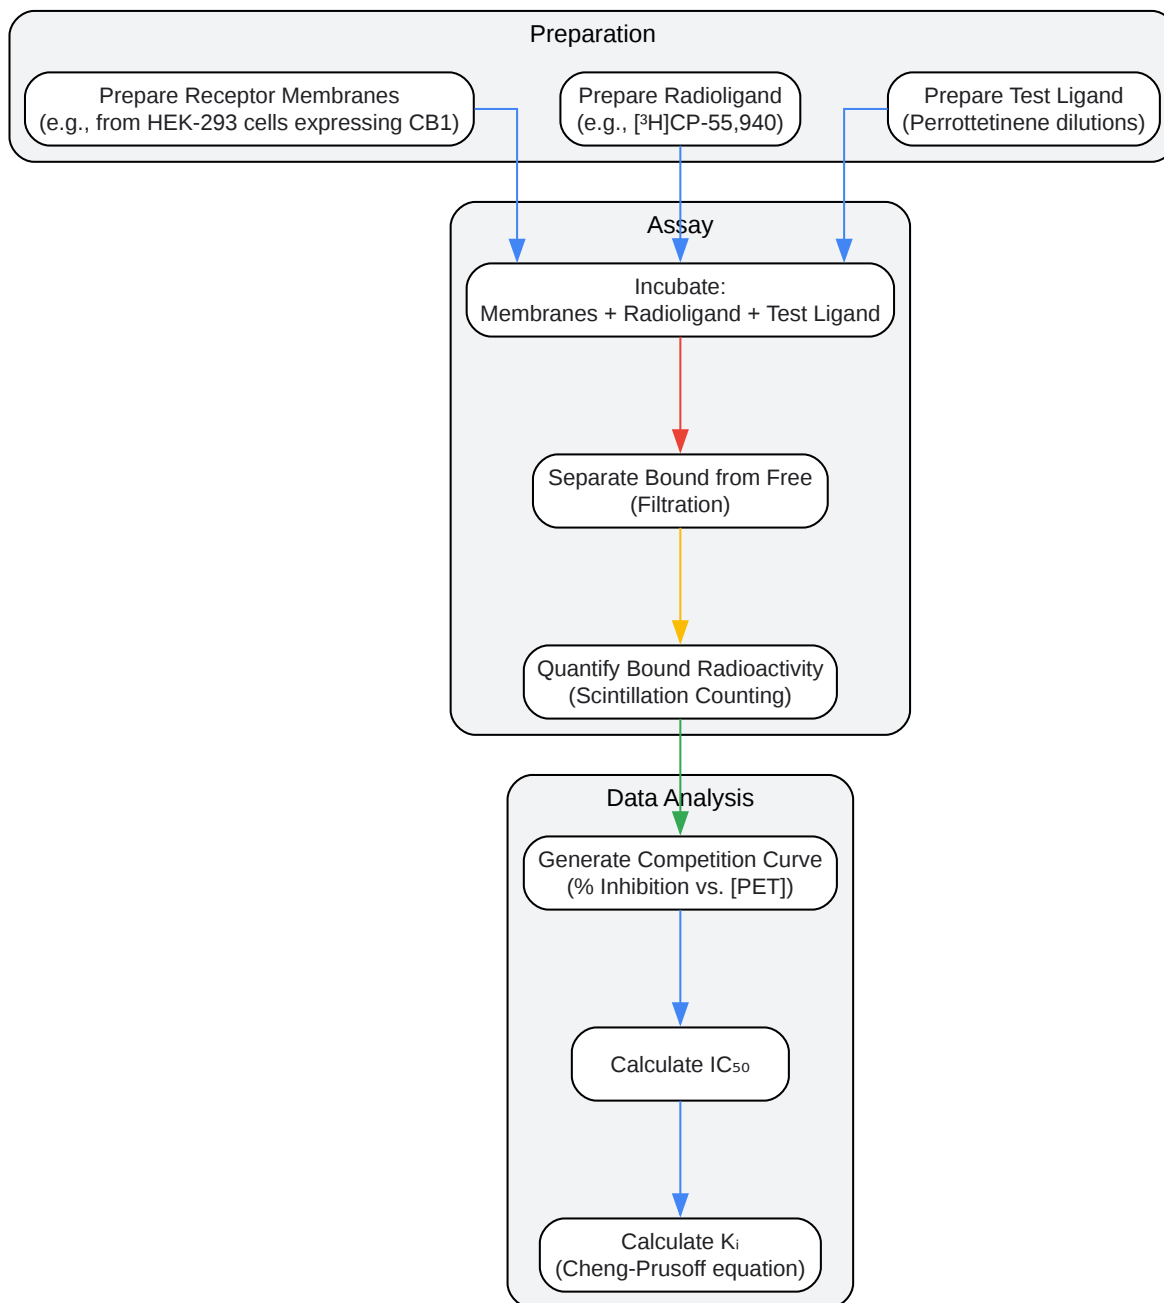 Preparation
Prepare Receptor Membranes
(e.g., from HEK-293 cells expressing CB1)
Prepare Radioligand
(e.g., [³H]CP-55,940)
Prepare Test Ligand
(Perrottetinene dilutions)
Assay
Incubate:
Membranes + Radioligand + Test Ligand
Separate Bound from Free
(Filtration)
Quantify Bound Radioactivity
(Scintillation Counting)
Data Analysis
Generate Competition Curve
(% Inhibition vs. [PET])
Calculate IC₅₀
Calculate Kᵢ
(Cheng-Prusoff equation)